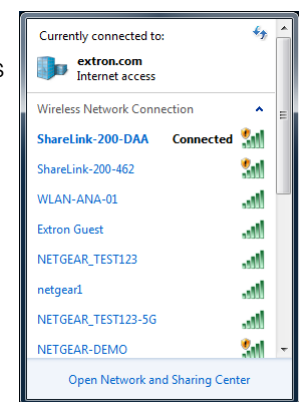 Currently connected to:
s
extron.com
Internet access
Wireless Network Connection
ShareLink-200-DAA Connected
ShareLink-200-462
WLAN-ANA-01
Extron Guest
NETGEAR_TEST123
netgear1
NETGEAR_TEST123-5G
NETGEAR-DEMO
Open Network and Sharing Center